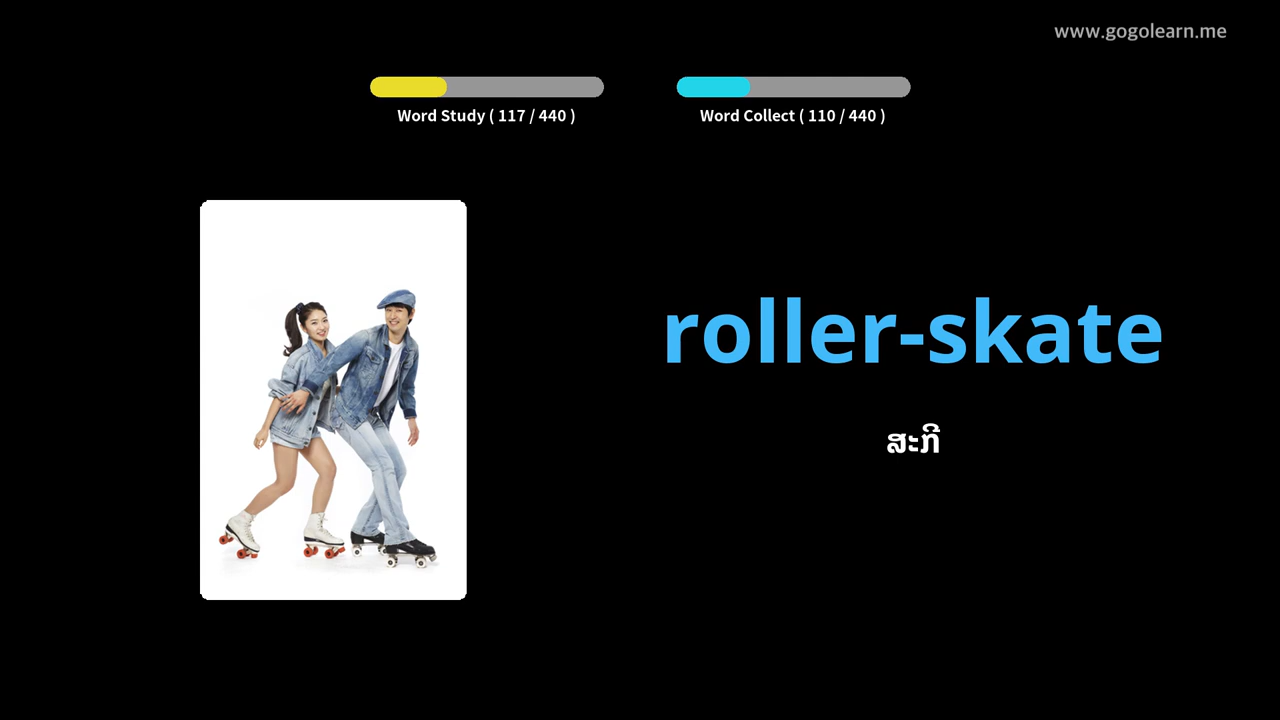 www.gogolearn.me
Word Study ( 117 / 440 )
Word Collect ( 110 / 440 )
roller-skate
ສະກີ